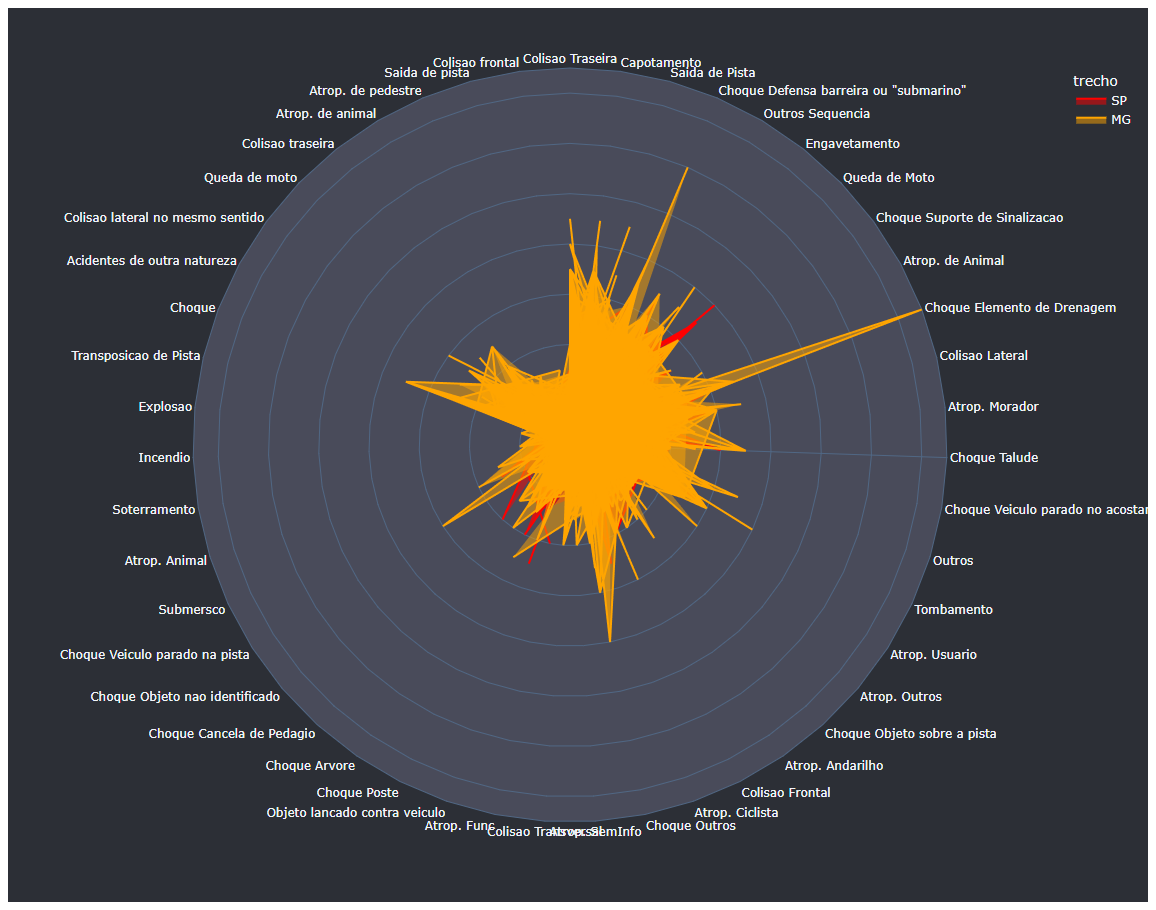 Colisao Traseira
Capotamento
Saida de Pista
Choque Defensa barreira ou "submarino"
Outros Sequencia
Engavetamento
Queda de Moto
Choque Suporte de Sinalizacao
Atrop. de Animal
Choque Elemento de Drenagem
Colisao Lateral
Atrop. Morador
Choque Talude
Choque Veiculo parado no acostar
Outros
Tombamento
Atrop. Usuario
Atrop. Outros
Choque Objeto sobre a pista
Atrop. Andarilho
Colisao Frontal
Atrop. Ciclista
Choque Outros
Atrop. SemInfo
Colisao Transversal
Atrop. Func
Objeto lancado contra veiculo
Choque Poste
Choque Arvore
Choque Cancela de Pedagio
Choque Objeto nao identificado
Choque Veiculo parado na pista
Submersco
Atrop. Animal
Soterramento
Incendio
Explosao
Transposicao de Pista
Choque
Acidentes de outra natureza
Colisao lateral no mesmo sentido
Queda de moto
Colisao traseira
Atrop. de animal
Atrop. de pedestre
Saida de pista
Colisao frontal
trecho
SP
MG